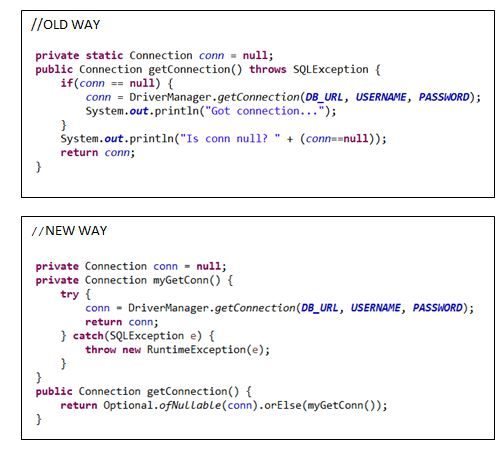 //OLD WAY
private static Connection conn = null;
public Connection getConnection() throws SQLException {
if(conn == null) {
conn = DriverManager.getConnection(DB_URL, USERNAME, PASSWORD);
System.out.println("Got connection...");
}
System.out.println("Is conn null? " + (conn==null));
return conn;
}
//NEW WAY
private Connection conn = null;
private Connection myGetConn() {
try {
conn = DriverManager.getConnection(DB_URL, USERNAME, PASSWORD);
return conn;
} catch(SQLException e) {
throw new RuntimeException(e);
}
}
public Connection getConnection() {
return Optional.ofNullable(conn).orElse(myGetConn());
}